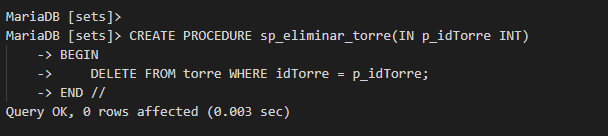 MariaDB [sets]>
MariaDB [sets]> CREATE PROCEDURE sp_eliminar_torre(IN p_idTorre INT)
    -> BEGIN
    ->     DELETE FROM torre WHERE idTorre = p_idTorre;
    -> END //
Query OK, 0 rows affected (0.003 sec)